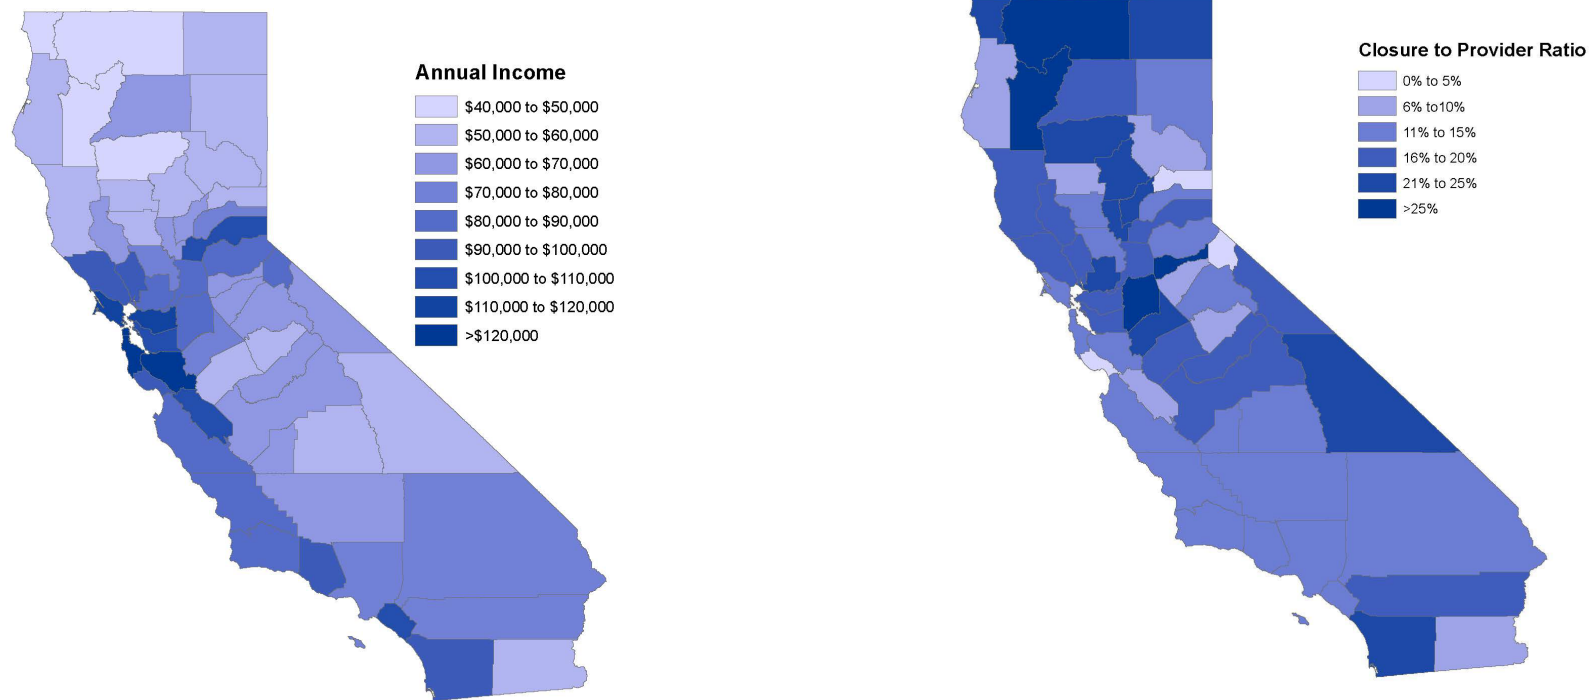 Annual Income
$40,000 to $50,000
$50,000 to $60,000
$60,000 to $70,000
$70,000 to $80,000
$80,000 to $90,000
$90,000 to $100,000
$100,000 to $110,000
$110,000 to $120,000
>$120,000
Closure to Provider Ratio
0% to 5%
6% to10%
11% to 15%
16% to 20%
21% to 25%
>25%